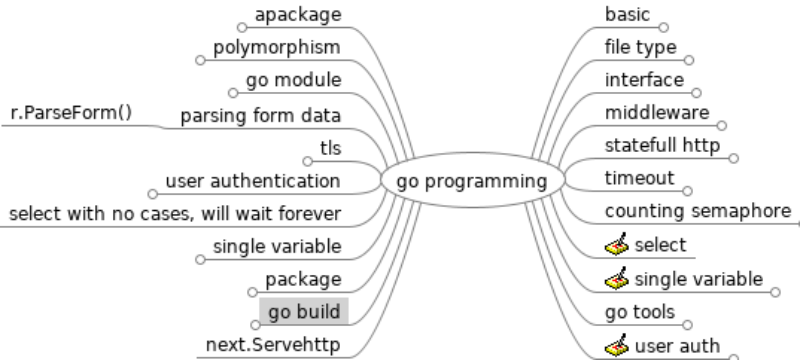 apackage
polymorphism
go module
r.ParseForm()
parsing form data
tls
user authentication
select with no cases, will wait forever
single variable
package
go build
next.Servehttp
go programming
basic
file type
interface
middleware
statefull http
timeout
counting semaphore
select
single variable
go tools
user auth